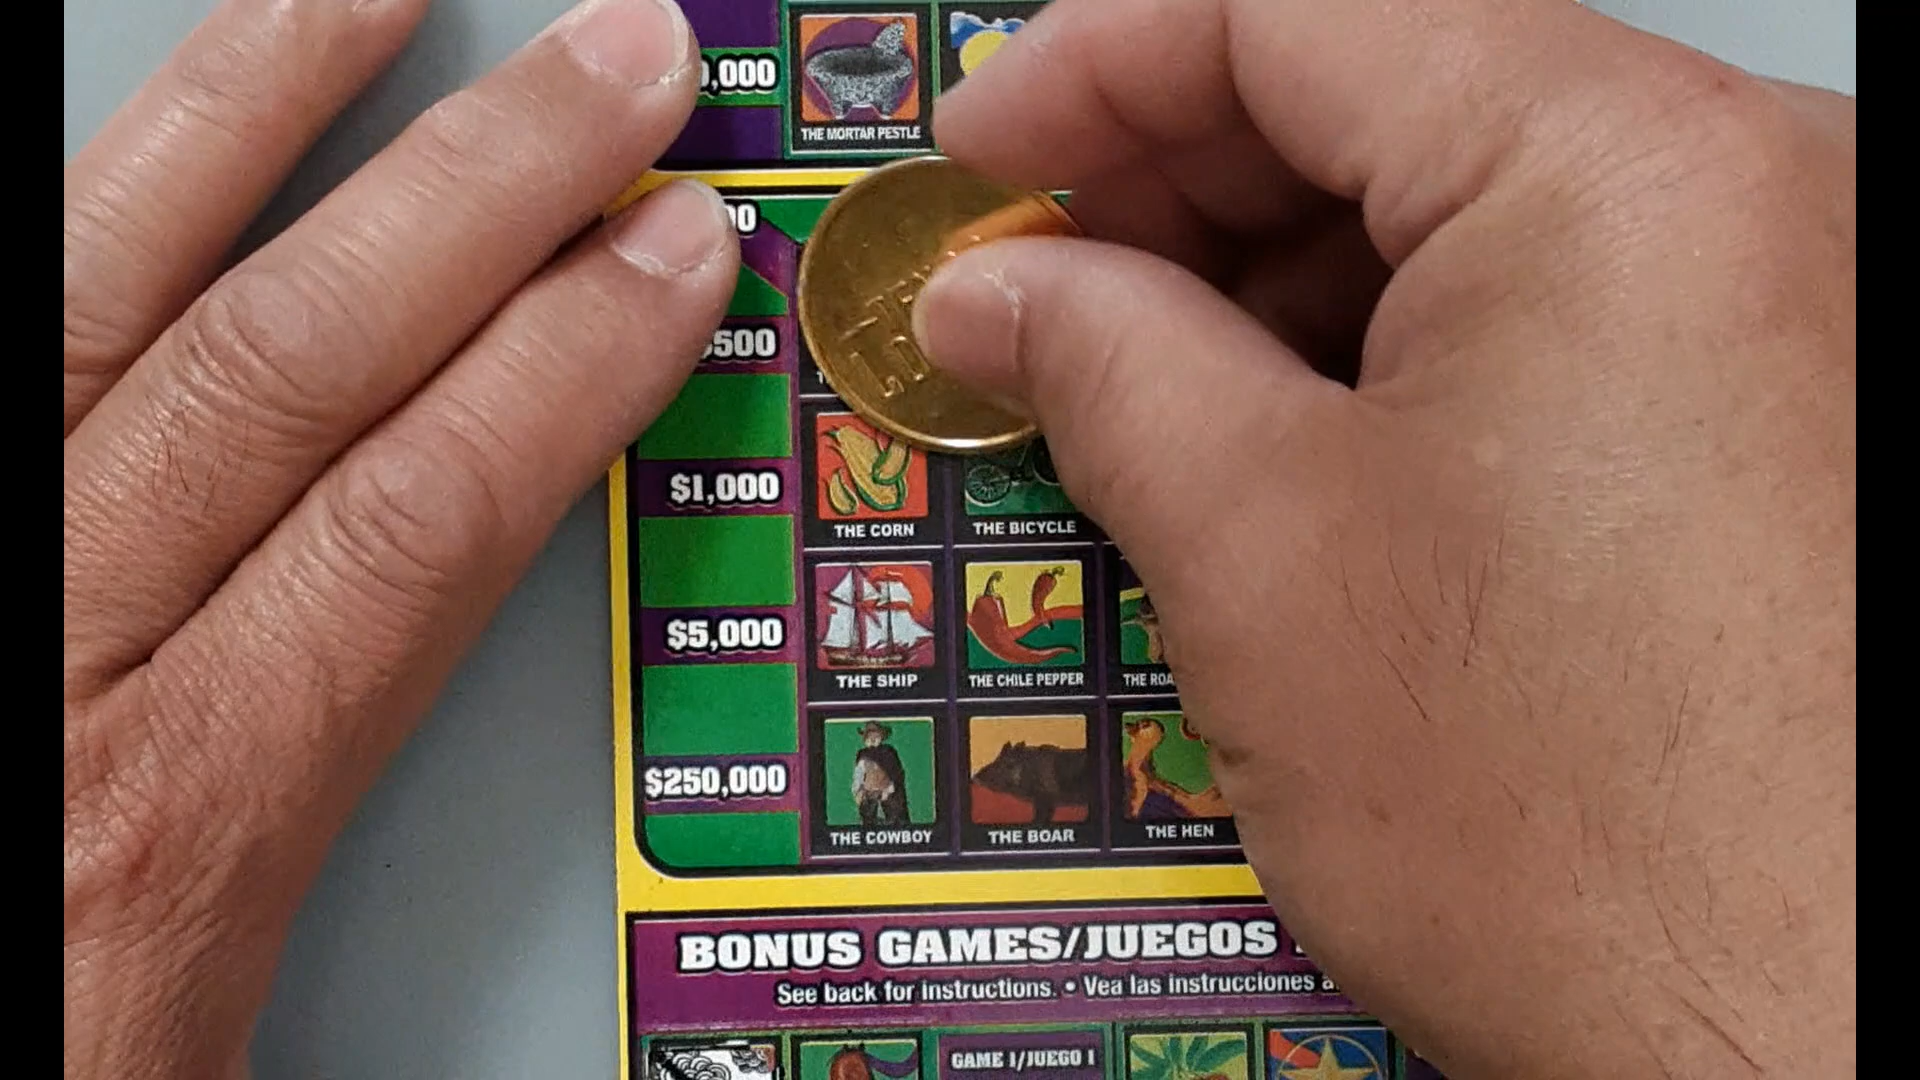 THE MORTAR PESTLE
$1,000
THE CORN
THE BICYCLE
$5,000
THE SHIP
THE CHILE PEPPER
THE
$250,000
THE COWBOY
THE BOAR
THE HEN
BONUS GAMES/JUEGOS
See back for instructions. • Vea las instrucciones
GAME 1/JUEGO 1